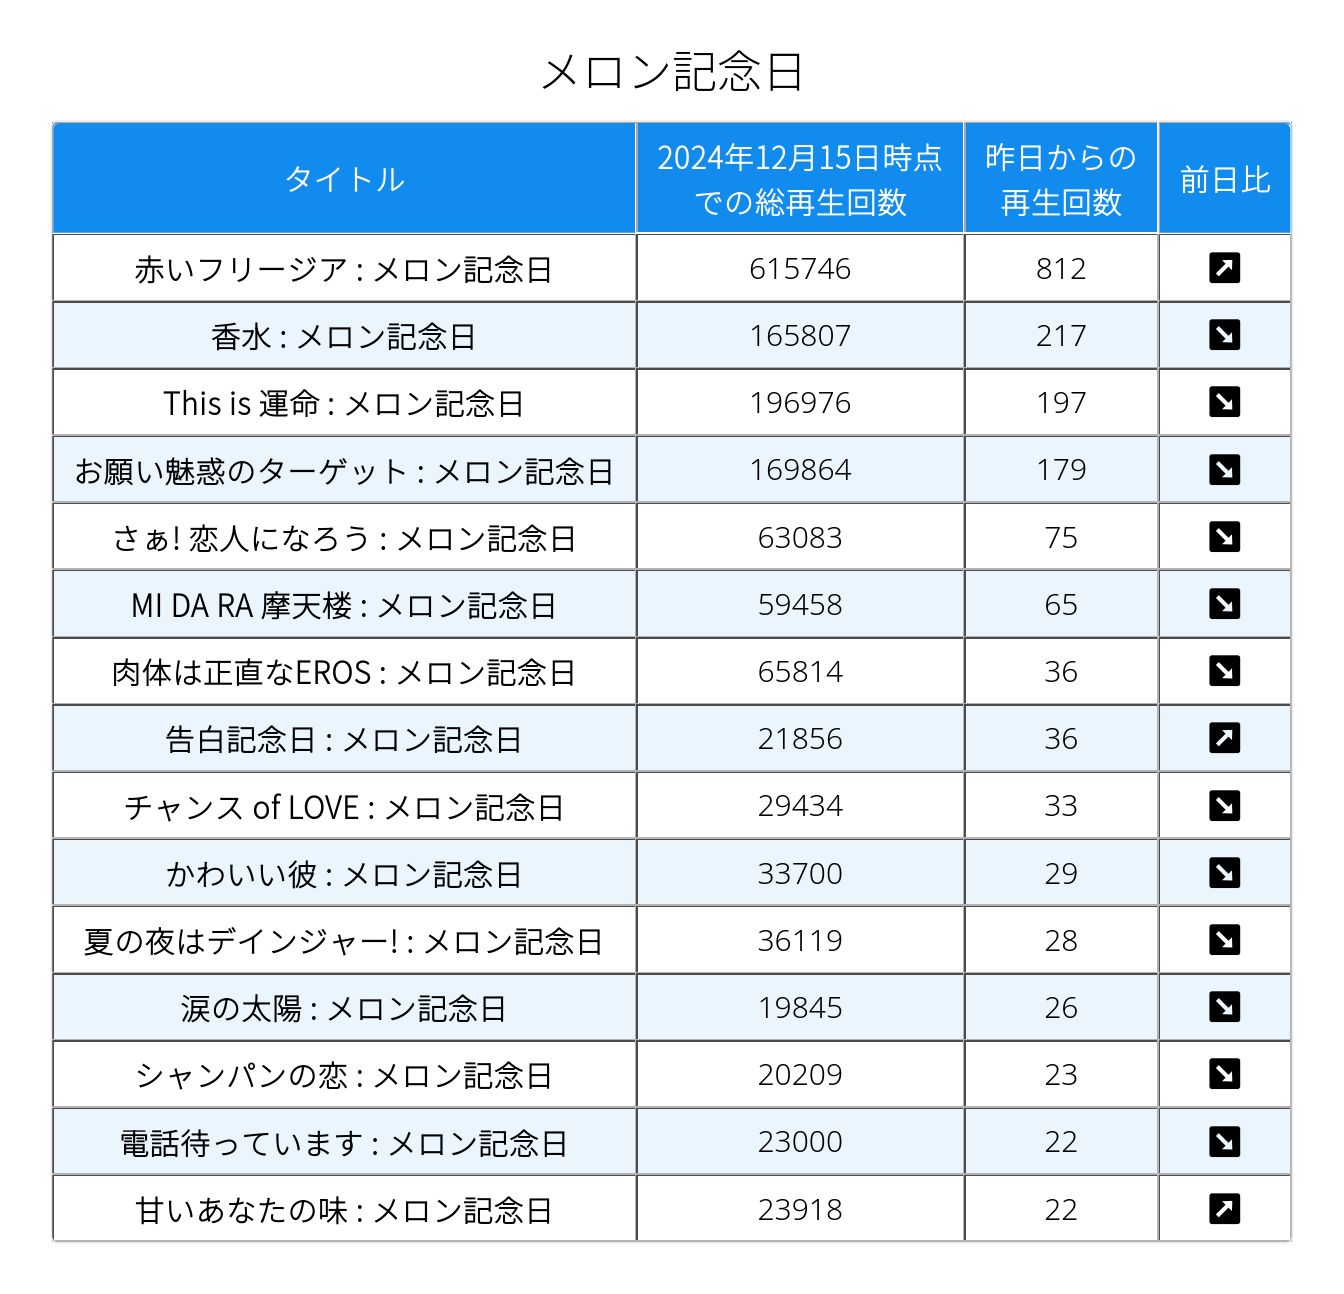 メロン記念日
タイトル 2024年12月15日時点での総再生回数 昨日からの再生回数 前日比
赤いフリージア : メロン記念日 615746 812 ↗
香水 : メロン記念日 165807 217 ↘
This is 運命 : メロン記念日 196976 197 ↘
お願い魅惑のターゲット : メロン記念日 169864 179 ↘
さぁ! 恋人になろう : メロン記念日 63083 75 ↘
MI DA RA 摩天楼 : メロン記念日 59458 65 ↘
肉体は正直なEROS : メロン記念日 65814 36 ↘
告白記念日 : メロン記念日 21856 36 ↗
チャンス of LOVE : メロン記念日 29434 33 ↘
かわいい彼 : メロン記念日 33700 29 ↘
夏の夜はデインジャー! : メロン記念日 36119 28 ↘
涙の太陽 : メロン記念日 19845 26 ↘
シャンパンの恋 : メロン記念日 20209 23 ↘
電話待っています : メロン記念日 23000 22 ↘
甘いあなたの味 : メロン記念日 23918 22 ↗